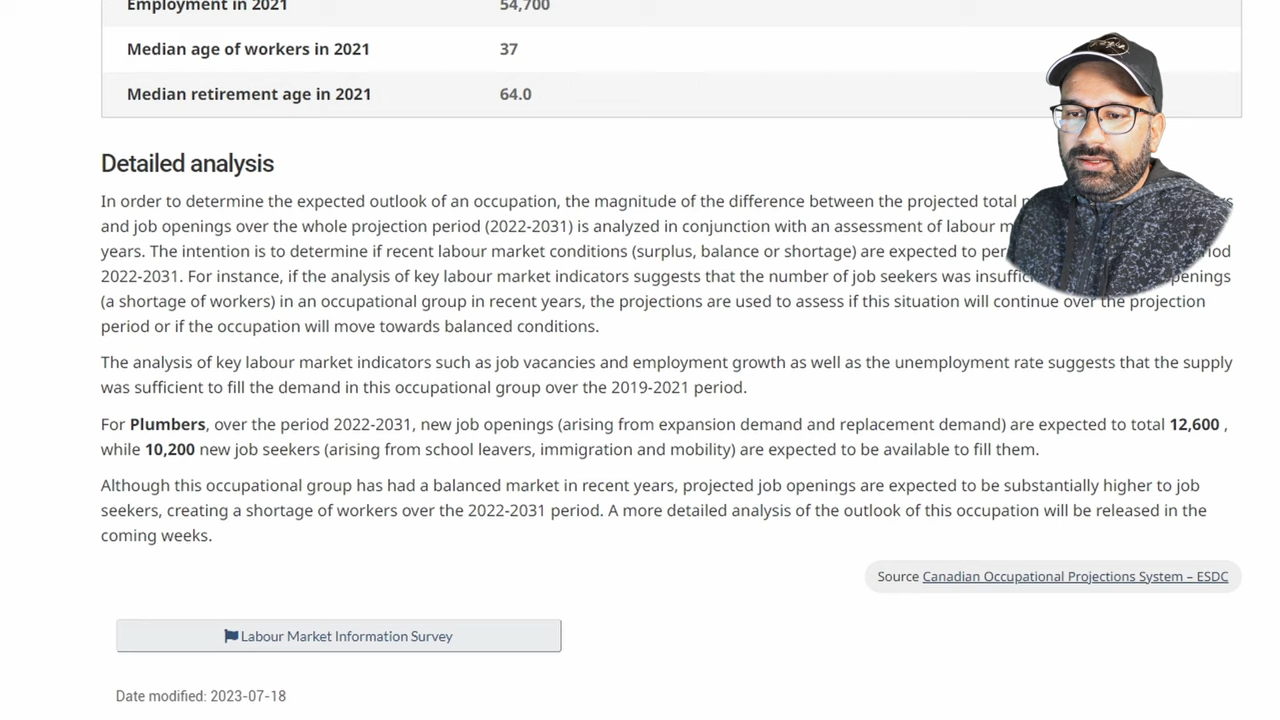 Employment in 2021 54,700
Median age of workers in 2021 37
Median retirement age in 2021 64.0
Detailed analysis
In order to determine the expected outlook of an occupation, the magnitude of the difference between the projected total
and job openings over the whole projection period (2022-2031) is analyzed in conjunction with an assessment of labour
years. The intention is to determine if recent labour market conditions (surplus, balance or shortage) are expected to
2022-2031. For instance, if the analysis of key labour market indicators suggests that the number of job seekers was
(a shortage of workers) in an occupational group in recent years, the projections are used to assess if this situation will continue over the projection
period or if the occupation will move towards balanced conditions.
The analysis of key labour market indicators such as job vacancies and employment growth as well as the unemployment rate suggests that the supply
was sufficient to fill the demand in this occupational group over the 2019-2021 period.
For Plumbers, over the period 2022-2031, new job openings (arising from expansion demand and replacement demand) are expected to total 12,600 ,
while 10,200 new job seekers (arising from school leavers, immigration and mobility) are expected to be available to fill them.
Although this occupational group has had a balanced market in recent years, projected job openings are expected to be substantially higher to job
seekers, creating a shortage of workers over the 2022-2031 period. A more detailed analysis of the outlook of this occupation will be released in the
coming weeks.
Source Canadian Occupational Projections System – ESDC
Labour Market Information Survey
Date modified: 2023-07-18